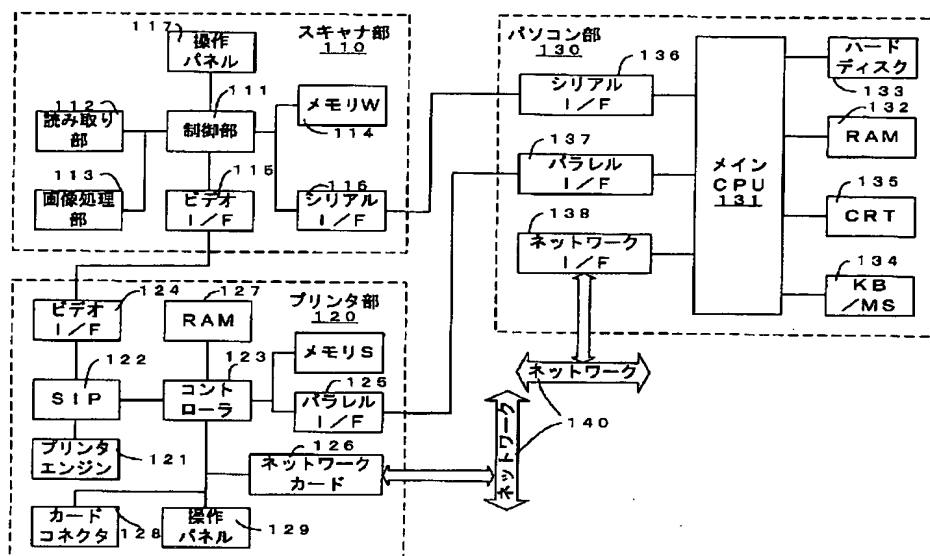 スキャナ部
110
117
操作
パネル
112
読み取り
部
111
制御部
メモリW
114
113
画像処理
部
115
ビデオ
I/F
116
シリアル
I/F
プリンタ部
120
124
ビデオ
I/F
127
RAM
122
SIP
123
コント
ローラ
メモリS
125
パラレル
I/F
プリンタ
エンジン
121
126
ネットワーク
カード
カード
コネクタ
128
操作
パネル
129
パソコン部
130
136
シリアル
I/F
137
パラレル
I/F
138
ネットワーク
I/F
メイン
CPU
131
ハード
ディスク
133
132
RAM
135
CRT
134
KB
/MS
ネットワーク
ネットワーク
140